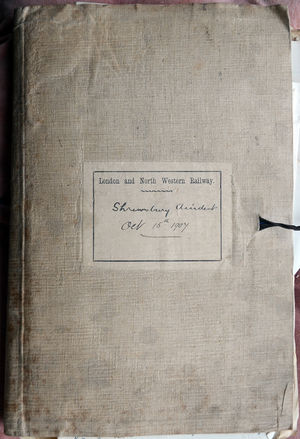 London and North Western Railway.
Shrewsbury Accident
Oct 15th 1907